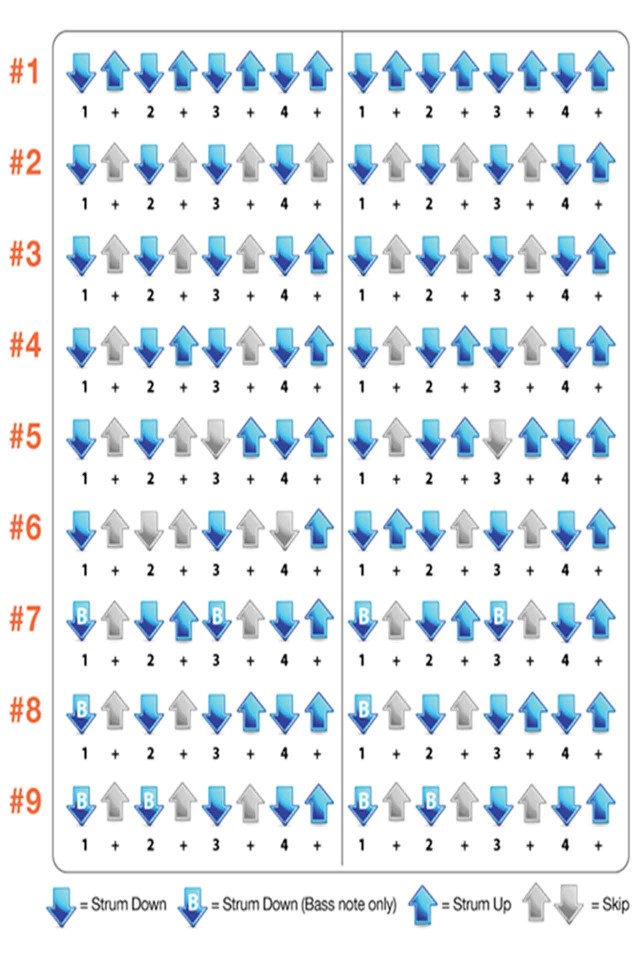 #1
1 + 2 + 3 + 4 + 1 + 2 + 3 + 4 +
#2
1 + 2 + 3 + 4 + 1 + 2 + 3 + 4 +
#3
1 + 2 + 3 + 4 + 1 + 2 + 3 + 4 +
#4
1 + 2 + 3 + 4 + 1 + 2 + 3 + 4 +
#5
1 + 2 + 3 + 4 + 1 + 2 + 3 + 4 +
#6
1 + 2 + 3 + 4 + 1 + 2 + 3 + 4 +
#7 B B B B
1 + 2 + 3 + 4 + 1 + 2 + 3 + 4 +
#8 B B
1 + 2 + 3 + 4 + 1 + 2 + 3 + 4 +
#9 B B B B
1 + 2 + 3 + 4 + 1 + 2 + 3 + 4 +
= Strum Down B = Strum Down (Bass note only) = Strum Up = Skip